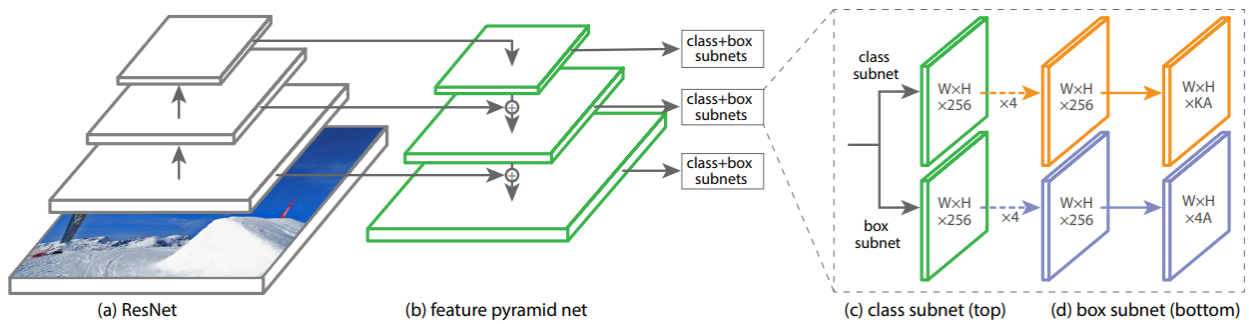 class+box
subnets
class+box
subnets
class+box
subnets
class
subnet
W×H
×256
×4
W×H
×256
W×H
×KA
box
subnet
W×H
×256
×4
W×H
×256
W×H
×4A
(a) ResNet
(b) feature pyramid net
(c) class subnet (top)
(d) box subnet (bottom)